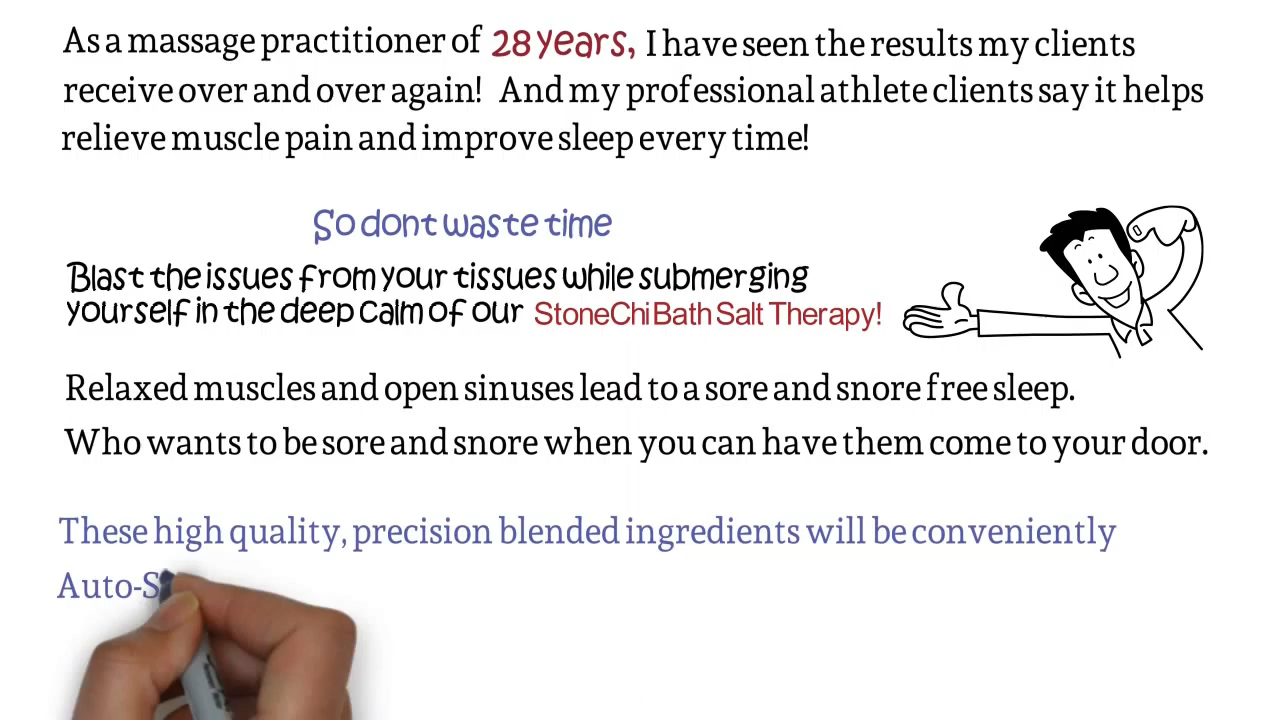 As a massage practitioner of 28 years, I have seen the results my clients
receive over and over again! And my professional athlete clients say it helps
relieve muscle pain and improve sleep every time!
So dont waste time
Blast the issues from your tissues while submerging
yourself in the deep calm of our StoneChi Bath Salt Therapy!
Relaxed muscles and open sinuses lead to a sore and snore free sleep.
Who wants to be sore and snore when you can have them come to your door.
These high quality, precision blended ingredients will be conveniently
Auto-S